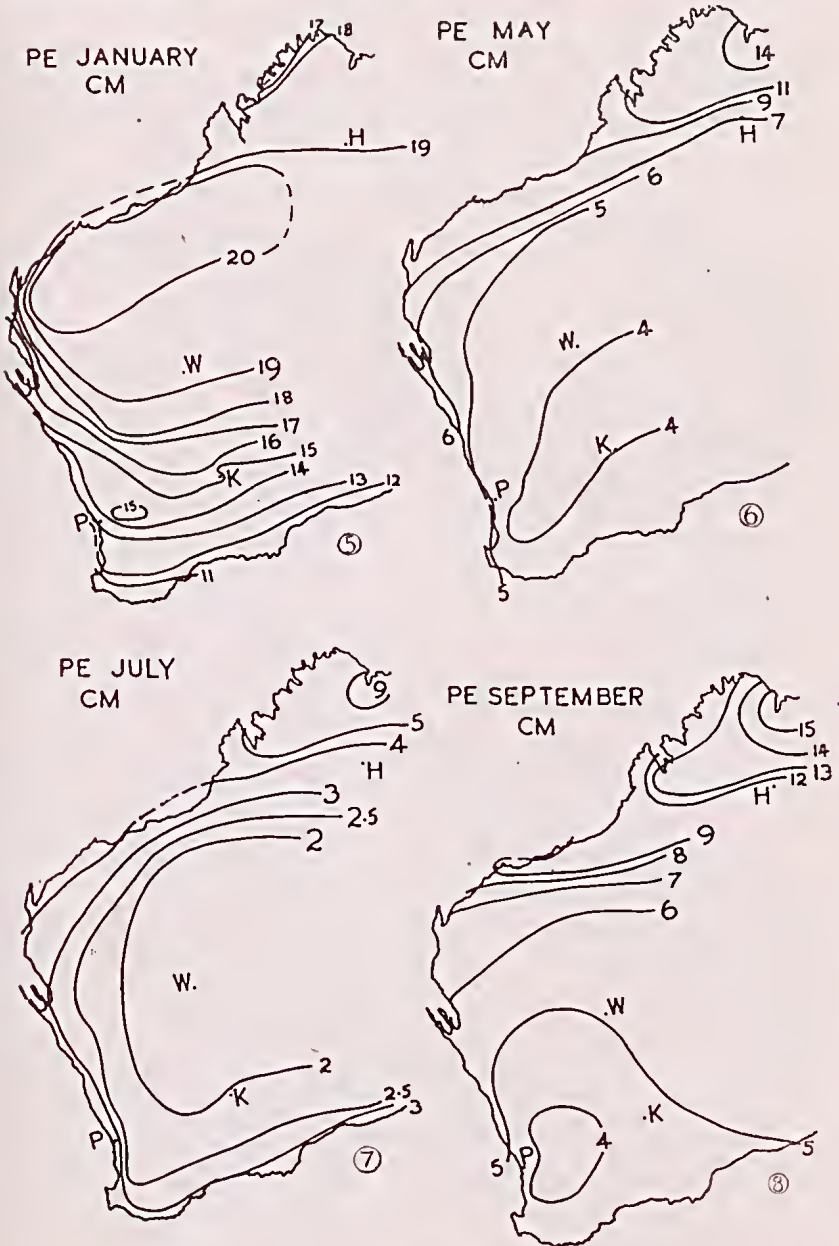 PE JANUARY
CM
17
18
.H
19
20
.W
19
18
17
16
15
K
14
13
12
15
P
11
⑤
PE MAY
CM
14
11
9
H
7
6
5
W.
4
6
K.
4
.P
5
⑥
PE JULY
CM
9
5
4
.H
3
2.5
2
W.
2
.K
2.5
3
P
⑦
PE SEPTEMBER
CM
15
14
13
H.
12
9
8
7
6
.W
.K
4
5
P
5
⑧